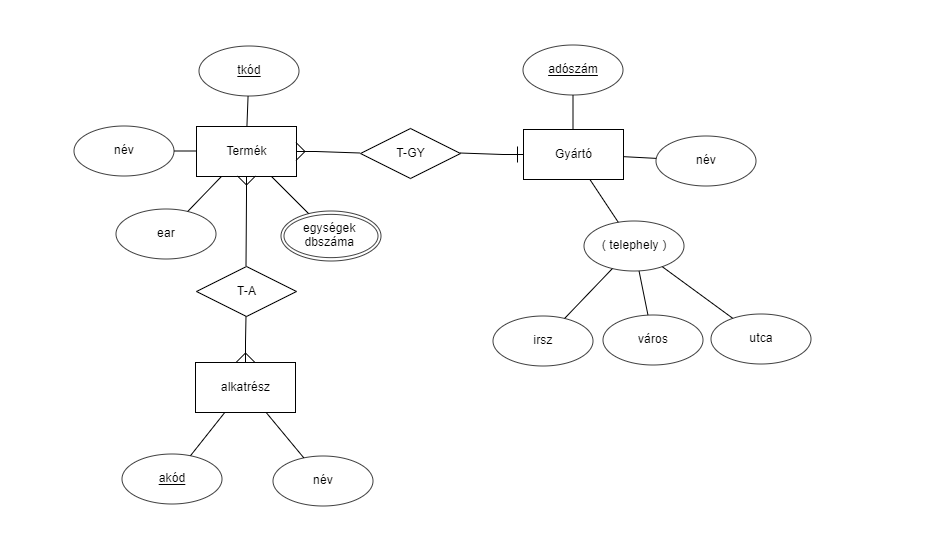 tkód
adószám
név
Termék
T-GY
Gyártó
név
ear
egységek
dbszáma
( telephely )
T-A
irsz
város
utca
alkatrész
akód
név